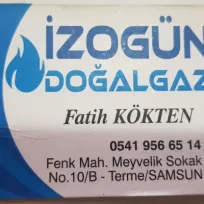 İZOGÜN
DOĞALGAZ
Fatih KÖKTEN
0541 956 65 14
Fenk Mah. Meyvelik Sokak
No.10/B - Terme/SAMSUN